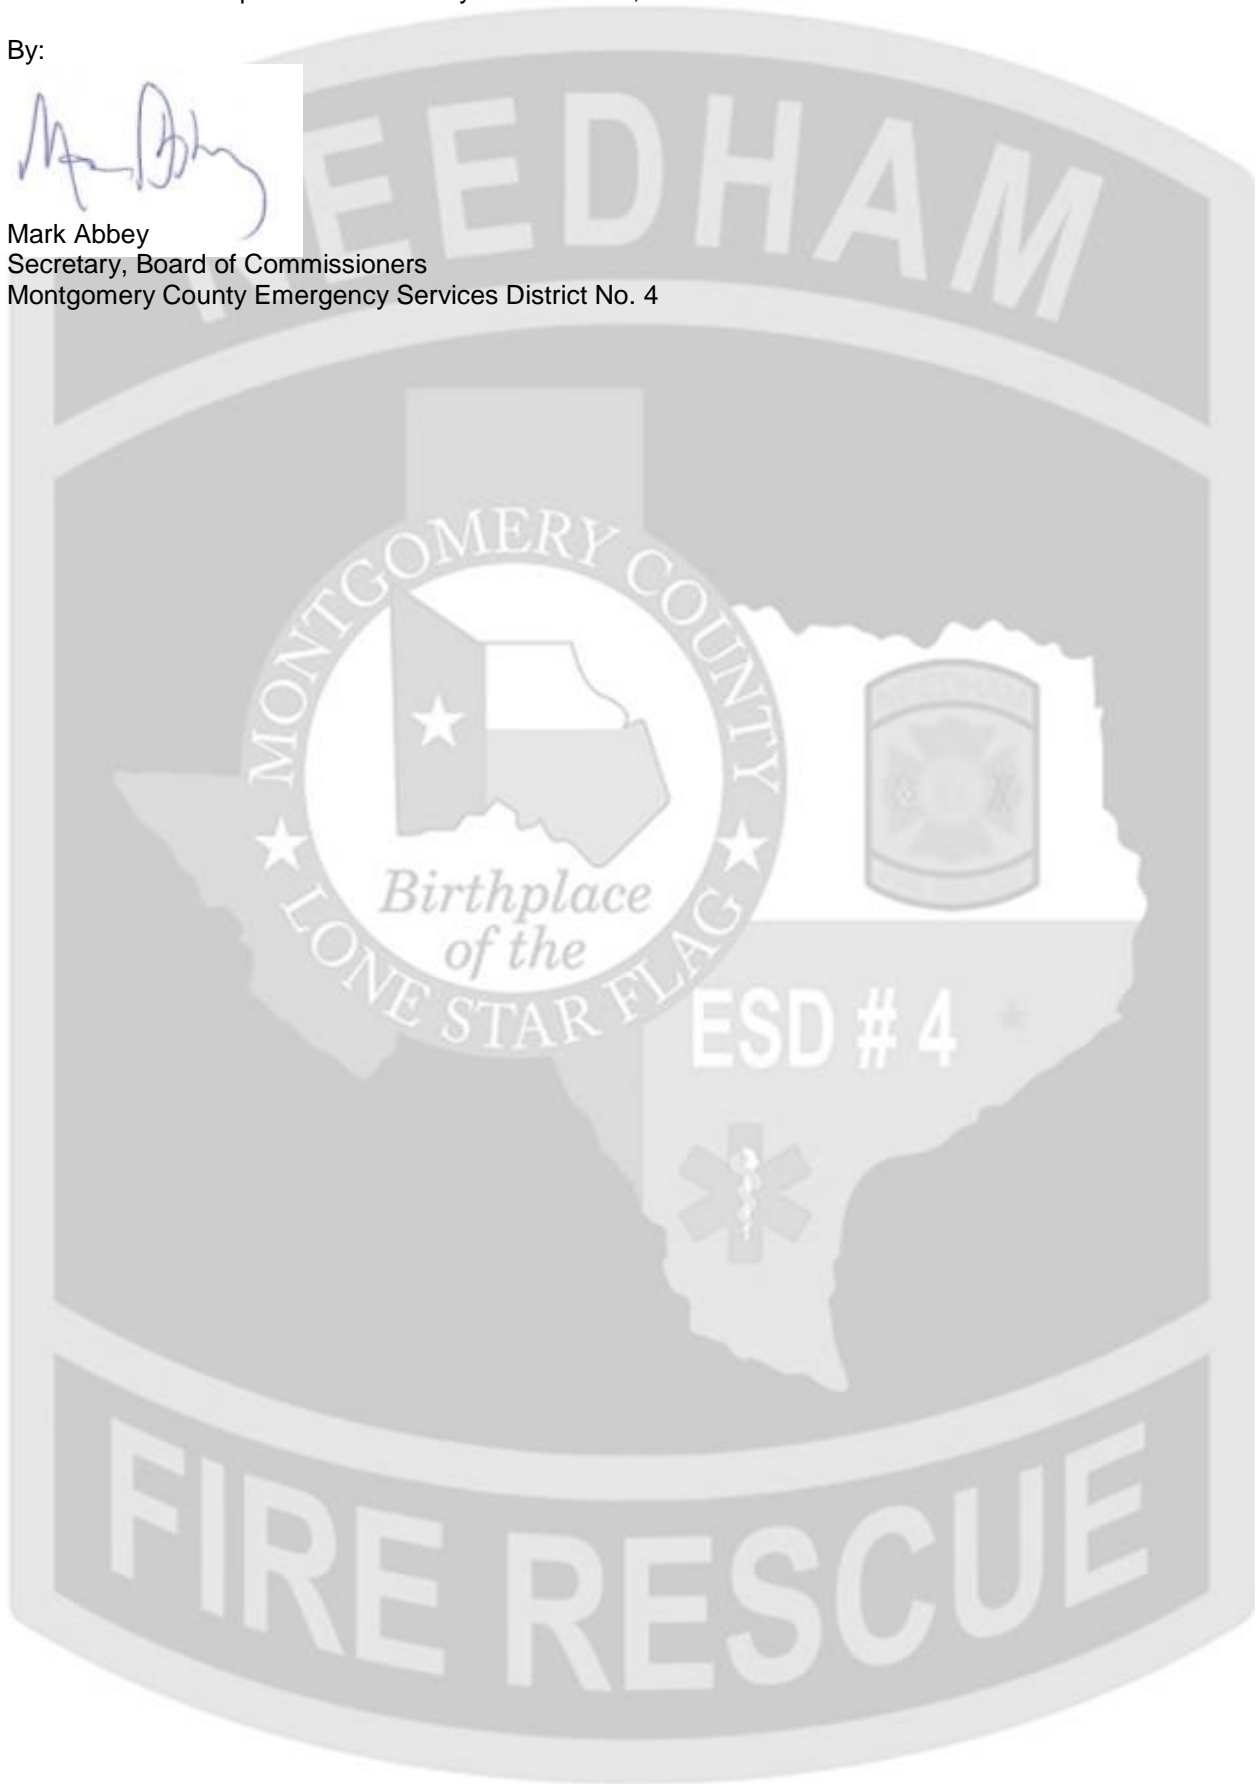 By:
Mark Abbey
Secretary, Board of Commissioners
Montgomery County Emergency Services District No. 4
NEEDHAM
MONTGOMERY COUNTY
Birthplace
of the
LONE STAR FLAG
ESD # 4
FIRE RESCUE